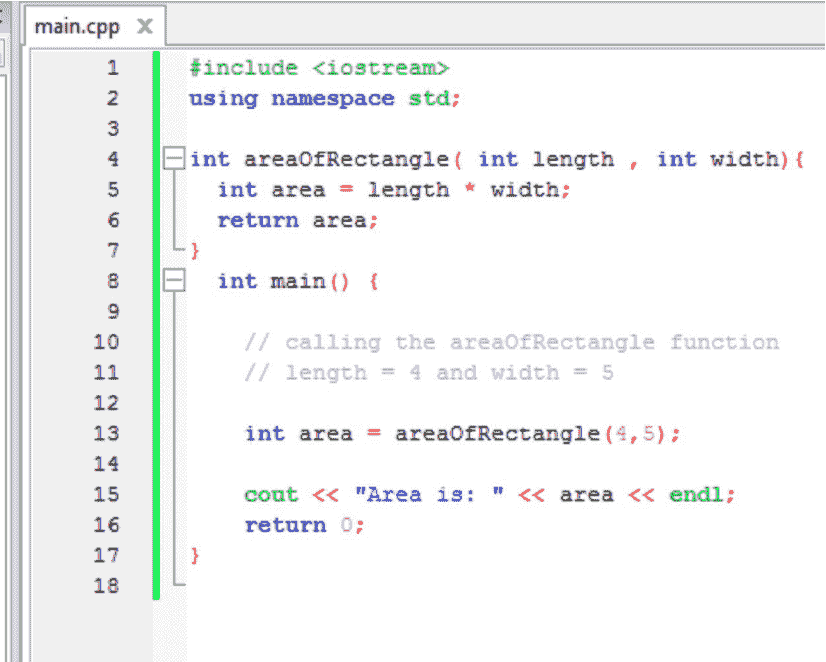 main.cpp X
1 #include <iostream>
2 using namespace std;
3
4 int areaOfRectangle( int length , int width){
5 int area = length * width;
6 return area;
7 }
8 int main() {
9
10 // calling the areaOfRectangle function
11 // length = 4 and width = 5
12
13 int area = areaOfRectangle(4,5);
14
15 cout << "Area is: " << area << endl;
16 return 0;
17 }
18